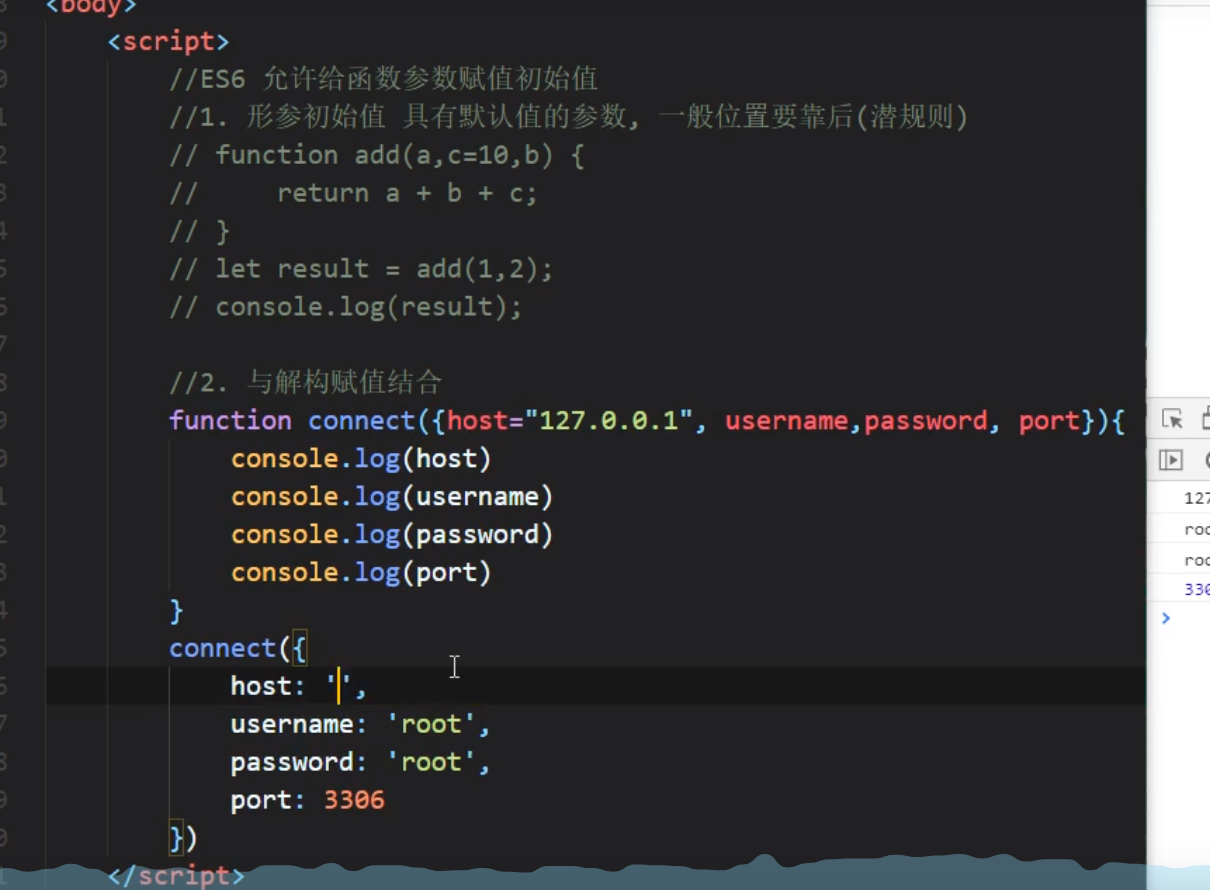 <body>
<script>
//ES6 允许给函数参数赋值初始值
//1. 形参初始值 具有默认值的参数, 一般位置要靠后(潜规则)
// function add(a,c=10,b) {
//     return a + b + c;
// }
// let result = add(1,2);
// console.log(result);
//2. 与解构赋值结合
function connect({host="127.0.0.1", username,password, port}){
console.log(host)
console.log(username)
console.log(password)
console.log(port)
}
connect({
host: '',
username: 'root',
password: 'root',
port: 3306
})
</script>
127
roo
roo
330